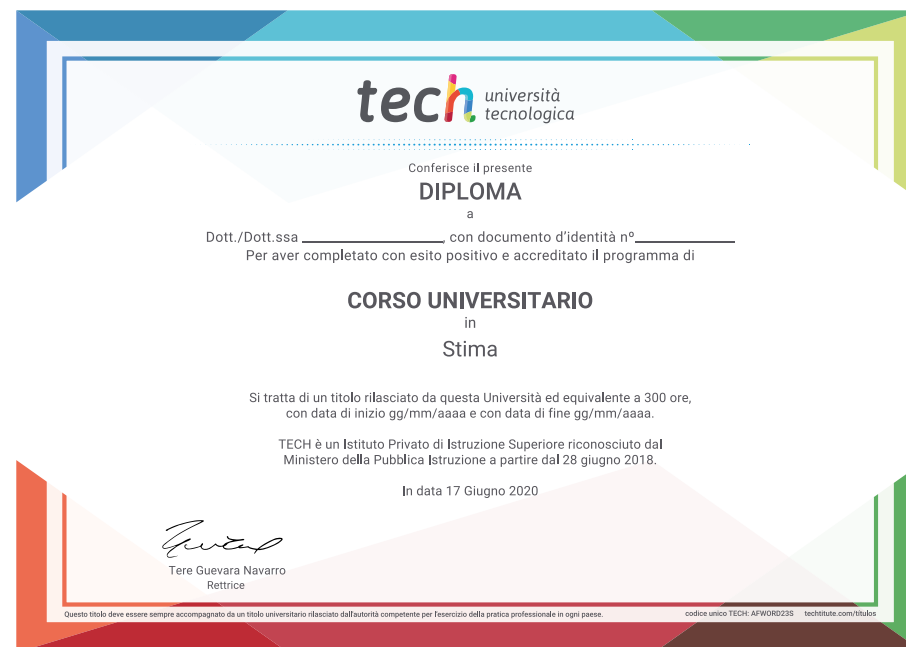 tech università
tecnologica
Conferisce il presente
DIPLOMA
a
Dott./Dott.ssa __________________, con documento d'identità nº_____________
Per aver completato con esito positivo e accreditato il programma di
CORSO UNIVERSITARIO
in
Stima
Si tratta di un titolo rilasciato da questa Università ed equivalente a 300 ore,
con data di inizio gg/mm/aaaa e con data di fine gg/mm/aaaa.
TECH è un Istituto Privato di Istruzione Superiore riconosciuto dal
Ministero della Pubblica Istruzione a partire dal 28 giugno 2018.
In data 17 Giugno 2020
Tere Guevara Navarro
Rettrice
Questo titolo deve essere sempre accompagnato da un titolo universitario rilasciato dall'autorità competente per l'esercizio della pratica professionale in ogni paese. codice unico TECH: AFWORD23S techtitute.com/títulos